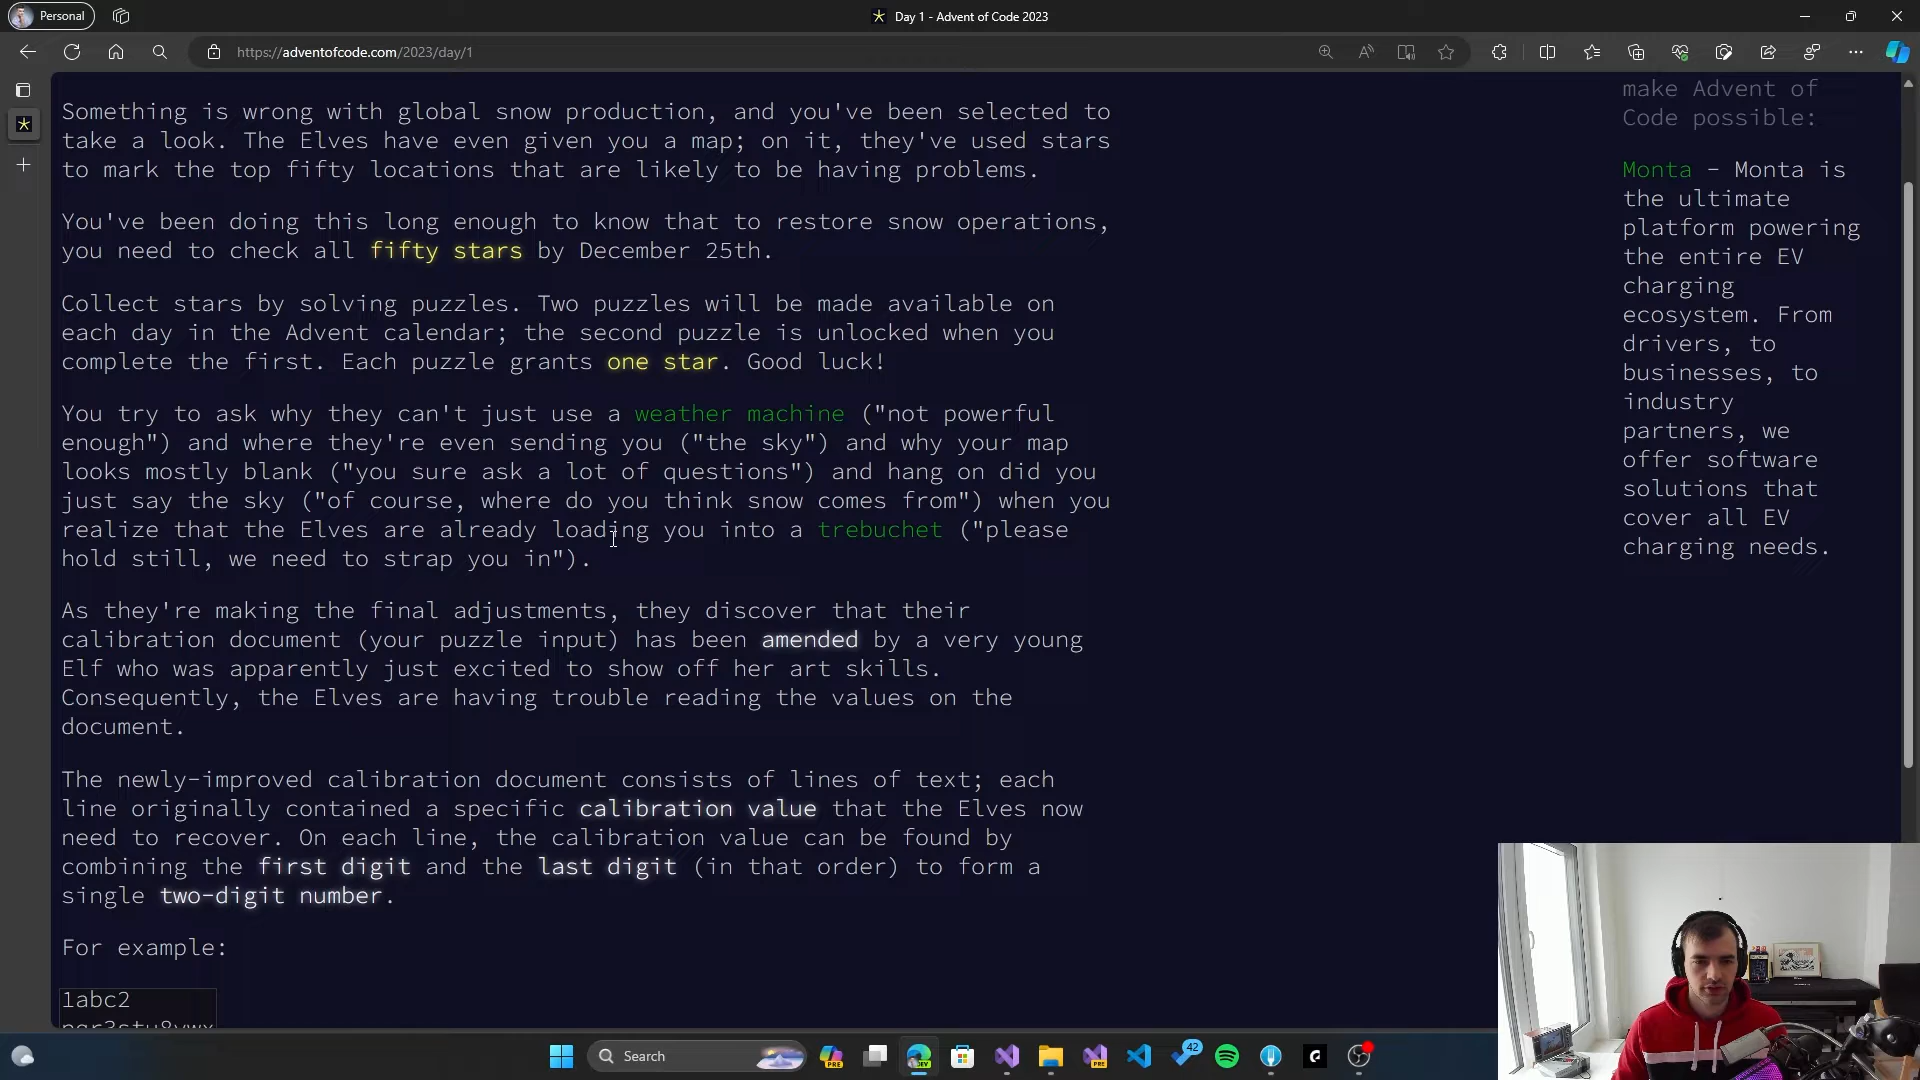 Personal
Day 1 - Advent of Code 2023
https://adventofcode.com/2023/day/1
Something is wrong with global snow production, and you've been selected to
take a look. The Elves have even given you a map; on it, they've used stars
to mark the top fifty locations that are likely to be having problems.
You've been doing this long enough to know that to restore snow operations,
you need to check all fifty stars by December 25th.
Collect stars by solving puzzles. Two puzzles will be made available on
each day in the Advent calendar; the second puzzle is unlocked when you
complete the first. Each puzzle grants one star. Good luck!
You try to ask why they can't just use a weather machine ("not powerful
enough") and where they're even sending you ("the sky") and why your map
looks mostly blank ("you sure ask a lot of questions") and hang on did you
just say the sky ("of course, where do you think snow comes from") when you
realize that the Elves are already loading you into a trebuchet ("please
hold still, we need to strap you in").
As they're making the final adjustments, they discover that their
calibration document (your puzzle input) has been amended by a very young
Elf who was apparently just excited to show off her art skills.
Consequently, the Elves are having trouble reading the values on the
document.
The newly-improved calibration document consists of lines of text; each
line originally contained a specific calibration value that the Elves now
need to recover. On each line, the calibration value can be found by
combining the first digit and the last digit (in that order) to form a
single two-digit number.
For example:
1abc2
pqr3stu8vwx
make Advent of
Code possible:
Monta - Monta is
the ultimate
platform powering
the entire EV
charging
ecosystem. From
drivers, to
businesses, to
industry
partners, we
offer software
solutions that
cover all EV
charging needs.
Search
PRE
DEV
PRE
42